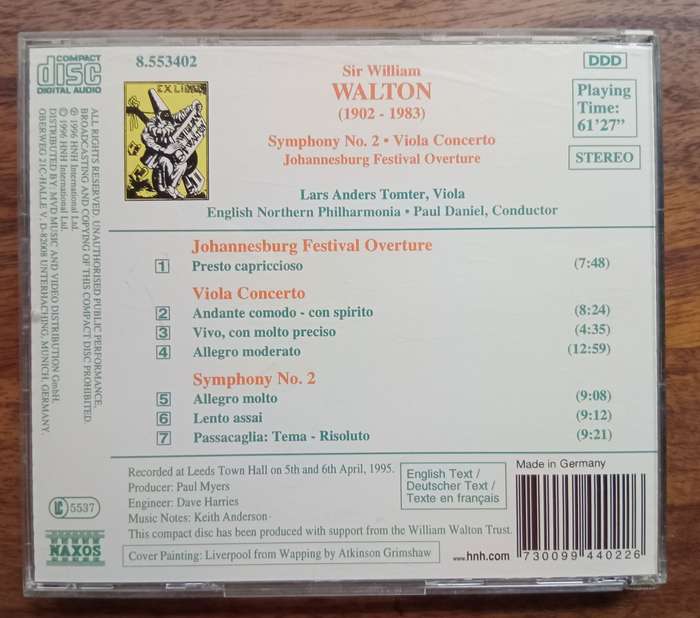 COMPACT
disc
DIGITAL AUDIO
8.553402
EX LIBRIS
Sir William
WALTON
(1902 - 1983)
Symphony No. 2 • Viola Concerto
Johannesburg Festival Overture
DDD
Playing
Time:
61'27"
STEREO
Lars Anders Tomter, Viola
English Northern Philharmonia • Paul Daniel, Conductor
Johannesburg Festival Overture
1 Presto capriccioso (7:48)
Viola Concerto
2 Andante comodo - con spirito (8:24)
3 Vivo, con molto preciso (4:35)
4 Allegro moderato (12:59)
Symphony No. 2
5 Allegro molto (9:08)
6 Lento assai (9:12)
7 Passacaglia: Tema - Risoluto (9:21)
Recorded at Leeds Town Hall on 5th and 6th April, 1995.
Producer: Paul Myers
Engineer: Dave Harries
Music Notes: Keith Anderson
This compact disc has been produced with support from the William Walton Trust.
Cover Painting: Liverpool from Wapping by Atkinson Grimshaw
English Text /
Deutscher Text /
Texte en français
Made in Germany
www.hnh.com
7 30099 44022 6
ALL RIGHTS RESERVED. UNAUTHORISED PUBLIC PERFORMANCE,
BROADCASTING AND COPYING OF THIS COMPACT DISC PROHIBITED.
℗ 1996 HNH International Ltd.
© 1996 HNH International Ltd.
DISTRIBUTED BY: MVD MUSIC AND VIDEO DISTRIBUTION GmbH,
OBERWEG 21C-HALLE V, D-82008 UNTERHACHING, MUNICH, GERMANY.
LC 5537
NAXOS